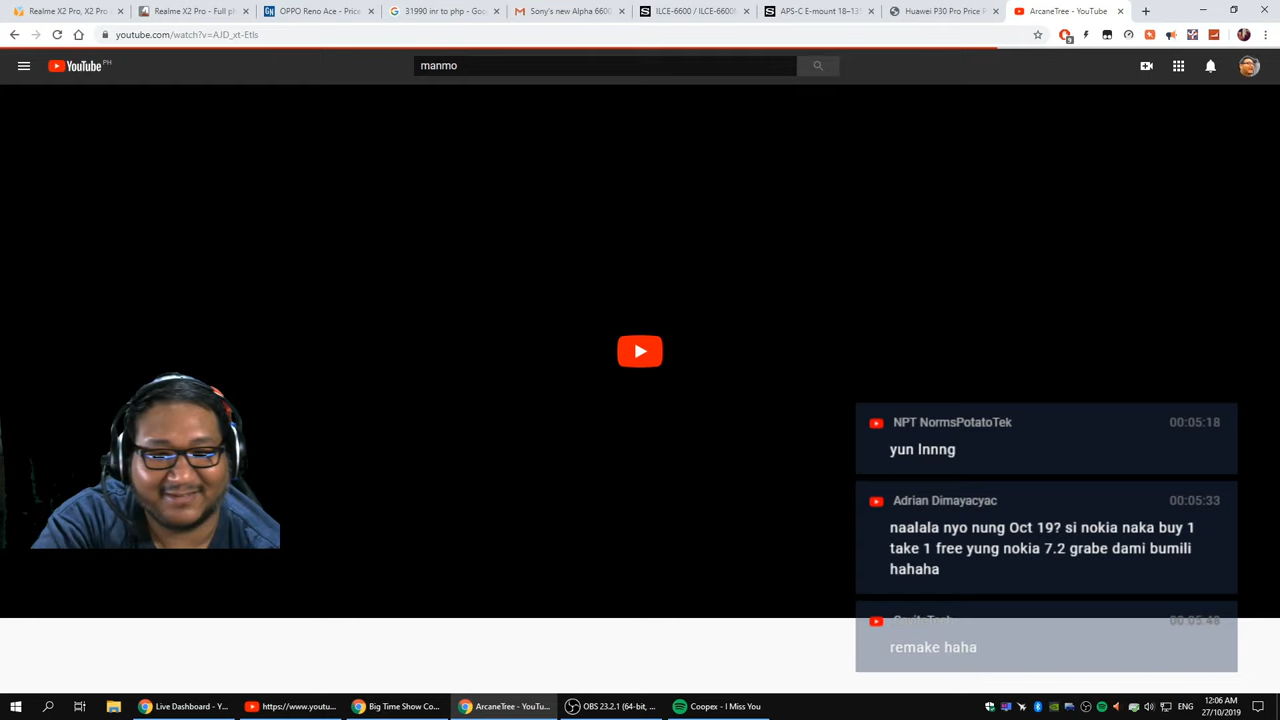 Realme X2 Pro, X2 Pro
Realme X2 Pro - Full ph
OPPO Reno Ace - Price
31990 inr to php - Goo
Sony's new Alpha 6600
ILCE-6600 / ILCE-6600
APS-C E-mount 18–135
Huawei P30 Pro Price
ArcaneTree - YouTube
youtube.com/watch?v=AJD_xt-EtIs
9
YouTube PH
manmo
NPT NormsPotatoTek 00:05:18
yun lnnng
Adrian Dimayacyac 00:05:33
naalala nyo nung Oct 19? si nokia naka buy 1
take 1 free yung nokia 7.2 grabe dami bumili
hahaha
00:05:48
remake haha
Live Dashboard - Y...
https://www.youtu...
Big Time Show Co...
ArcaneTree - YouTu...
OBS 23.2.1 (64-bit, ...
Coopex - I Miss You
ENG
12:06 AM
27/10/2019